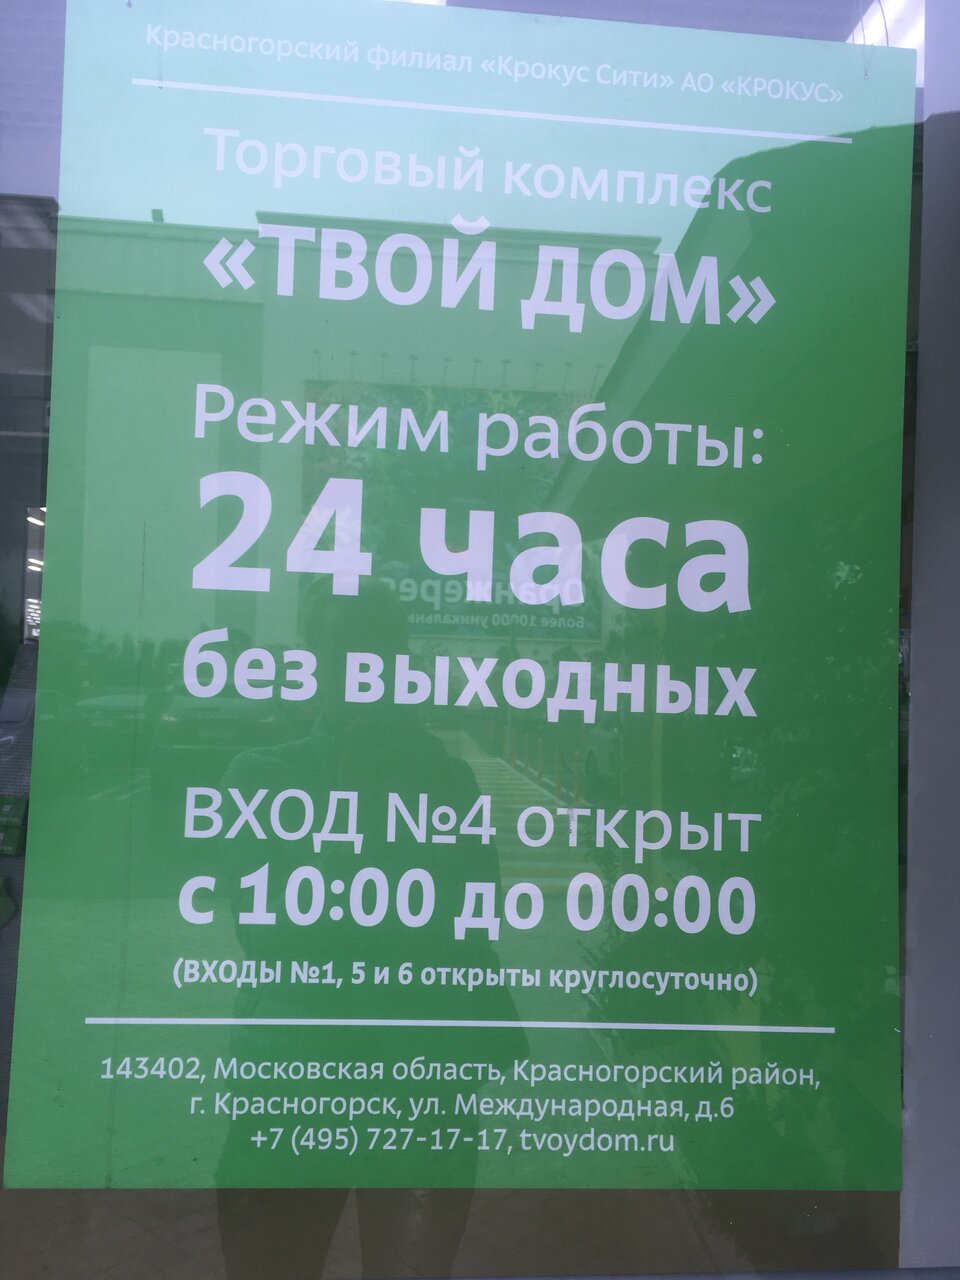 Красногорский филиал «Крокус Сити» АО «КРОКУС»
Торговый комплекс
«ТВОЙ ДОМ»
Режим работы:
24 часа
без выходных
ВХОД №4 открыт
с 10:00 до 00:00
(ВХОДЫ №1, 5 и 6 открыты круглосуточно)
143402, Московская область, Красногорский район,
г. Красногорск, ул. Международная, д.6
+7 (495) 727-17-17, tvoydom.ru
Более 10000